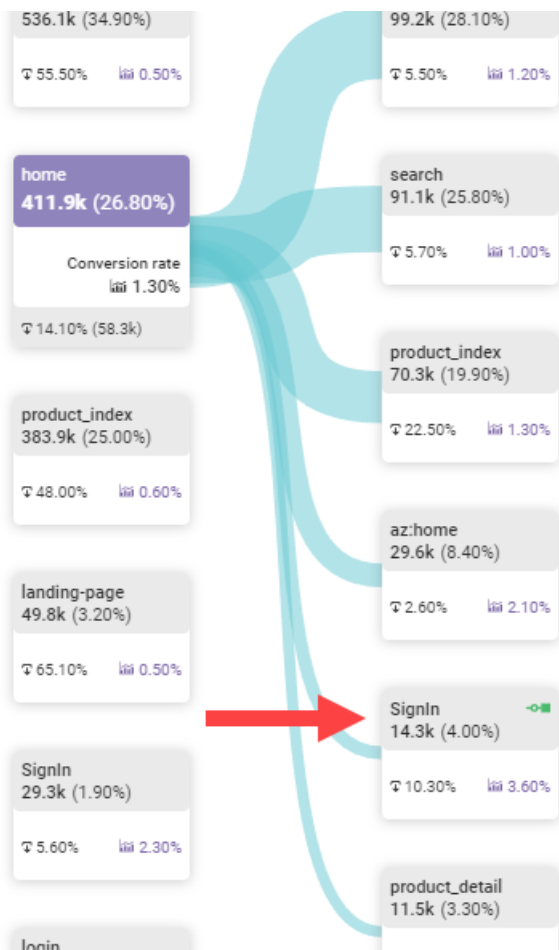 536.1k (34.90%)
55.50% 0.50%
home
411.9k (26.80%)
Conversion rate
1.30%
14.10% (58.3k)
product_index
383.9k (25.00%)
48.00% 0.60%
landing-page
49.8k (3.20%)
65.10% 0.50%
SignIn
29.3k (1.90%)
5.60% 2.30%
login
99.2k (28.10%)
5.50% 1.20%
search
91.1k (25.80%)
5.70% 1.00%
product_index
70.3k (19.90%)
22.50% 1.30%
az:home
29.6k (8.40%)
2.60% 2.10%
SignIn
14.3k (4.00%)
10.30% 3.60%
product_detail
11.5k (3.30%)